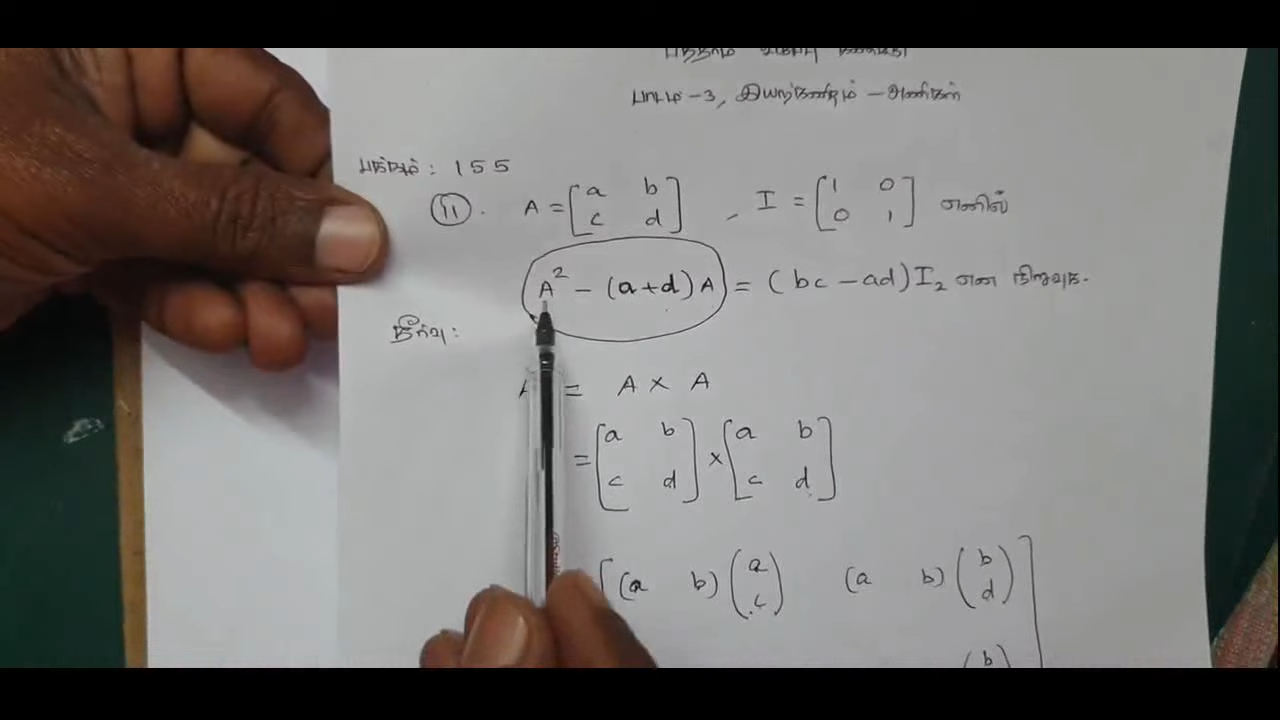 பாடம் -3, இயற்கணிதம் - அணிகள்
பக்கம் : 155
11. A = [a b c d], I = [1 0 0 1] எனில்
A² - (a+d)A = (bc - ad) I₂ என நிறுவுக.
தீர்வு:
= A × A
= [a b c d] × [a b c d]
[(a b) (a c) (a b) (b d)
(b